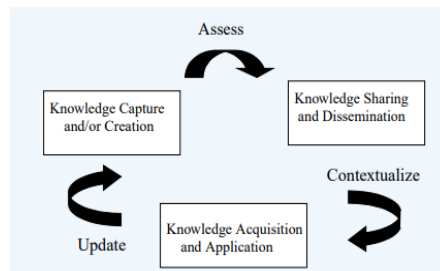 Assess
Knowledge Capture
and/or Creation
Knowledge Sharing
and Dissemination
Contextualize
Knowledge Acquisition
and Application
Update